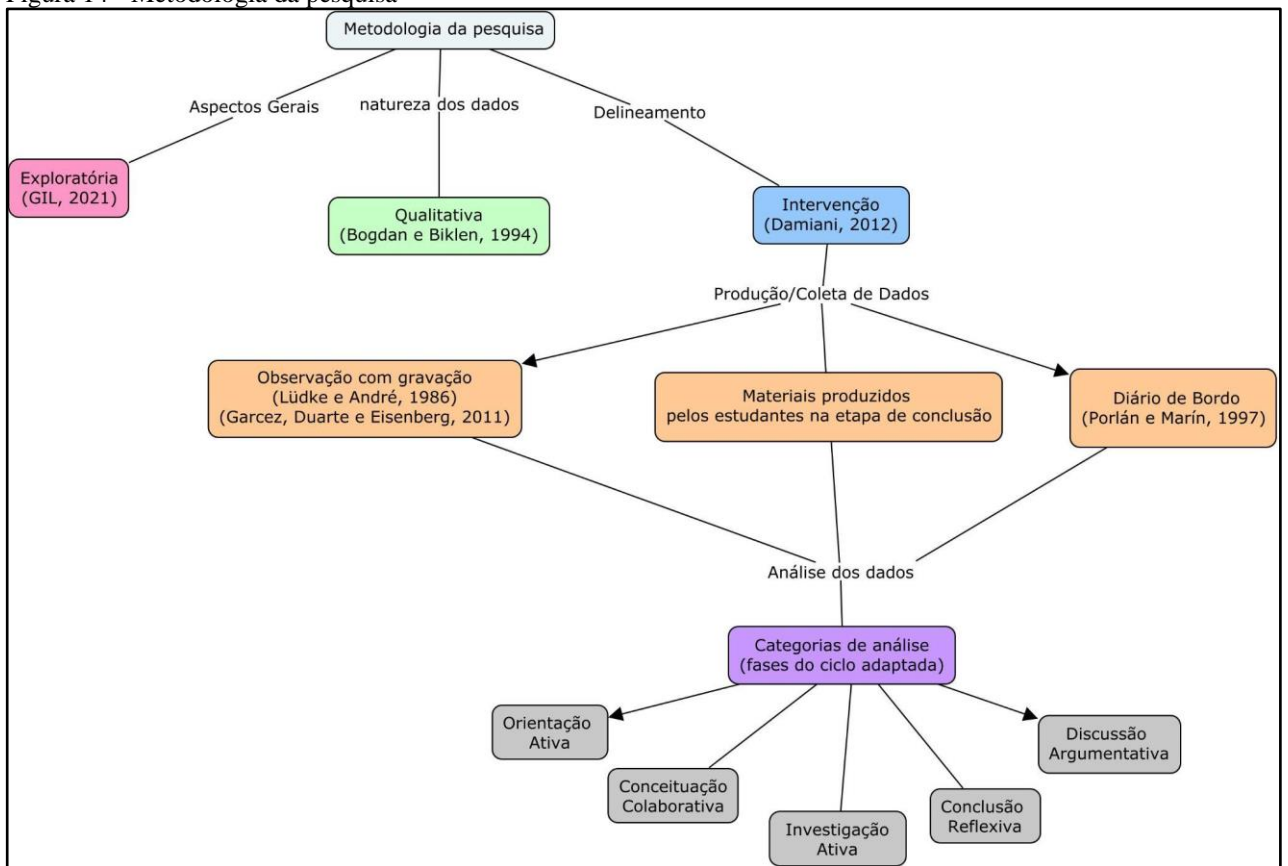 Figura 14 - Metodologia da pesquisa
Metodologia da pesquisa
Aspectos Gerais
natureza dos dados
Delineamento
Exploratória
(GIL, 2021)
Qualitativa
(Bogdan e Biklen, 1994)
Intervenção
(Damiani, 2012)
Produção/Coleta de Dados
Observação com gravação
(Lüdke e André, 1986)
(Garcez, Duarte e Eisenberg, 2011)
Materiais produzidos
pelos estudantes na etapa de conclusão
Diário de Bordo
(Porlán e Marín, 1997)
Análise dos dados
Categorias de análise
(fases do ciclo adaptada)
Orientação
Ativa
Conceituação
Colaborativa
Investigação
Ativa
Conclusão
Reflexiva
Discussão
Argumentativa